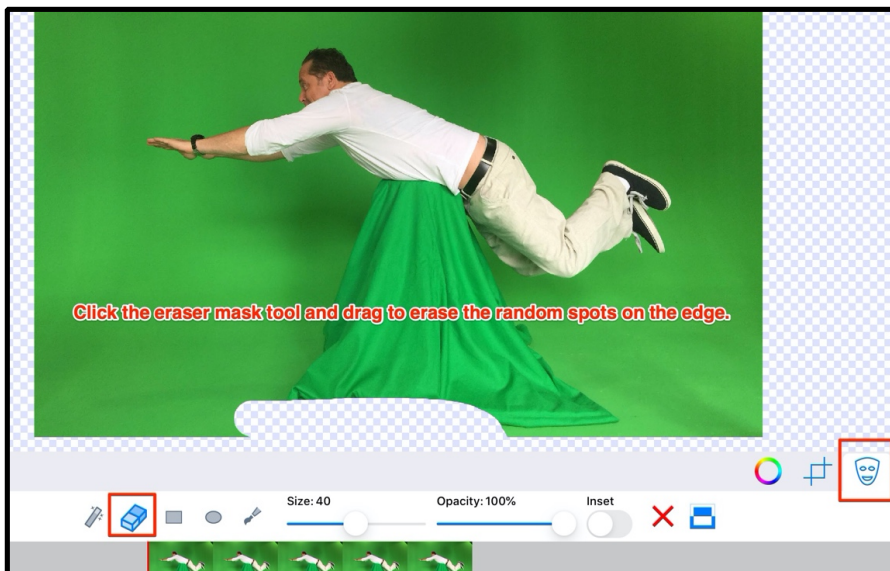 Click the eraser mask tool and drag to erase the random spots on the edge.
Size: 40
Opacity: 100%
Inset